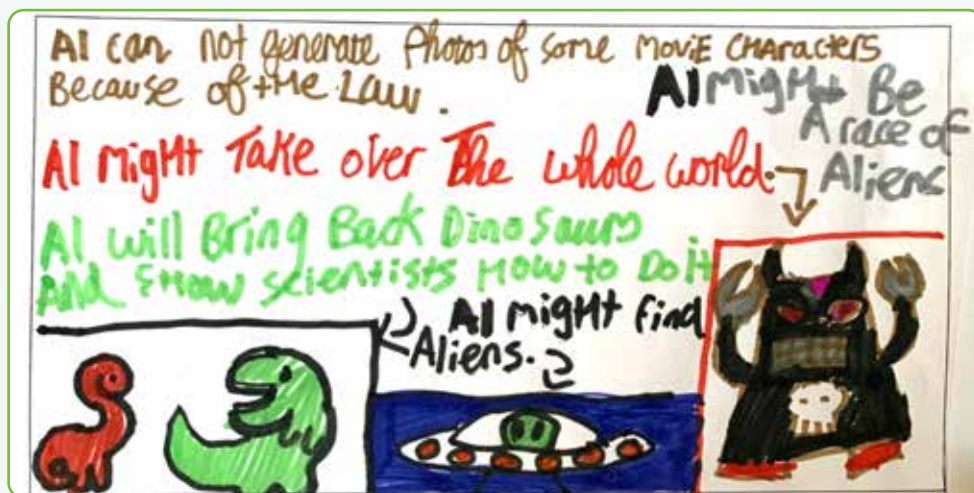 AI can not generate Photos of some MoviE CHAracters
Because of tHe Law.
AI Might Be
A race of
Aliens
AI MigHt Take over The whole world.
AI will Bring Back DinoSaurs
And SHow scientists How to Do it
AI MigHt find
Aliens.